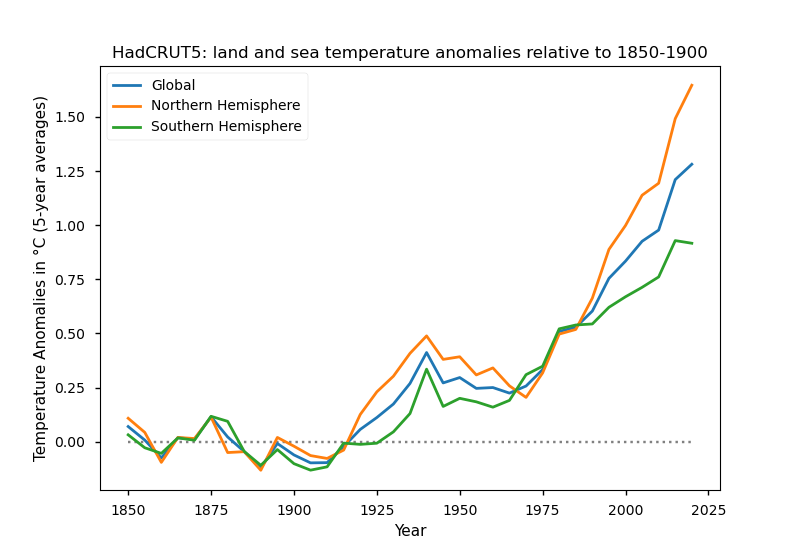 HadCRUT5: land and sea temperature anomalies relative to 1850-1900
Global
Northern Hemisphere
Southern Hemisphere
Temperature Anomalies in °C (5-year averages)
1.50
1.25
1.00
0.75
0.50
0.25
0.00
1850 1875 1900 1925 1950 1975 2000 2025
Year